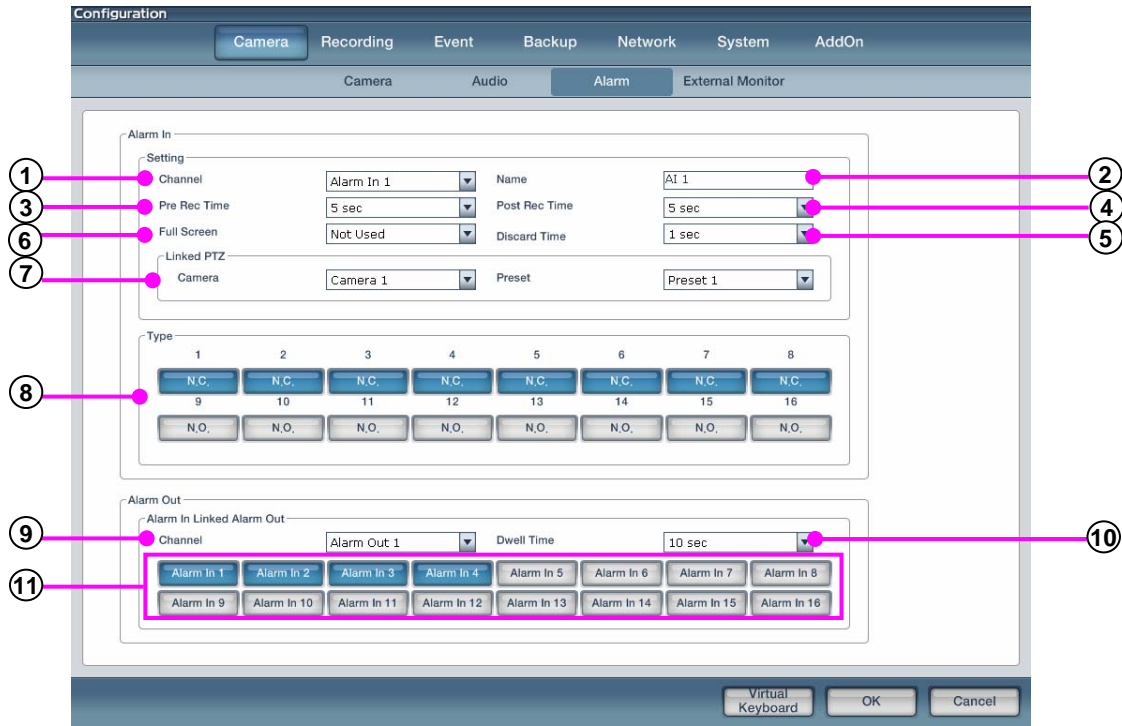 Configuration
Camera Recording Event Backup Network System AddOn
Camera Audio Alarm External Monitor
Alarm In
Setting
1 Channel Alarm In 1 Name AI 1 2
3 Pre Rec Time 5 sec Post Rec Time 5 sec 4
6 Full Screen Not Used Discard Time 1 sec 5
Linked PTZ
7 Camera Camera 1 Preset Preset 1
Type
1 2 3 4 5 6 7 8
8 N.C. N.C. N.C. N.C. N.C. N.C. N.C. N.C.
9 10 11 12 13 14 15 16
N.O. N.O. N.O. N.O. N.O. N.O. N.O. N.O.
Alarm Out
Alarm In Linked Alarm Out
9 Channel Alarm Out 1 Dwell Time 10 sec 10
11 Alarm In 1 Alarm In 2 Alarm In 3 Alarm In 4 Alarm In 5 Alarm In 6 Alarm In 7 Alarm In 8
Alarm In 9 Alarm In 10 Alarm In 11 Alarm In 12 Alarm In 13 Alarm In 14 Alarm In 15 Alarm In 16
Virtual Keyboard OK Cancel